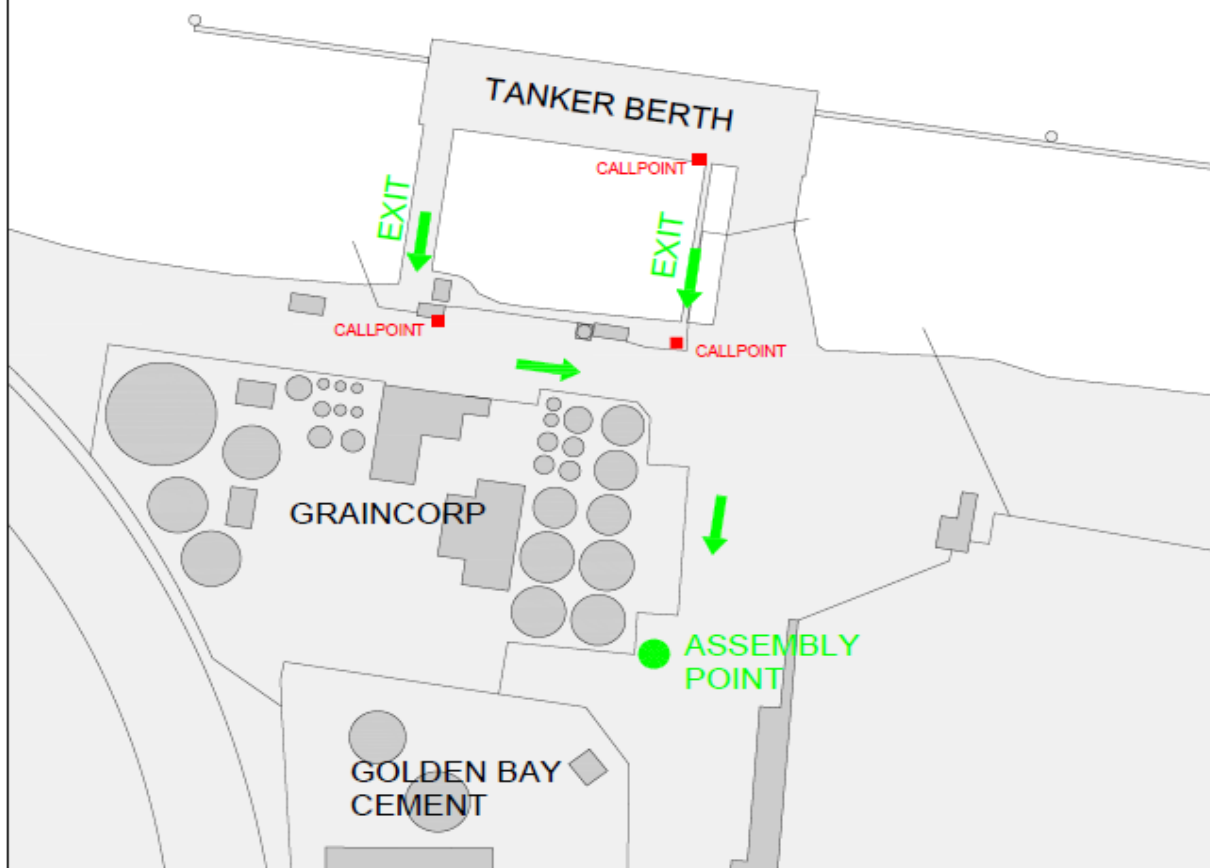 TANKER BERTH
CALLPOINT
EXIT
EXIT
CALLPOINT
CALLPOINT
GRAINCORP
ASSEMBLY
POINT
GOLDEN BAY
CEMENT